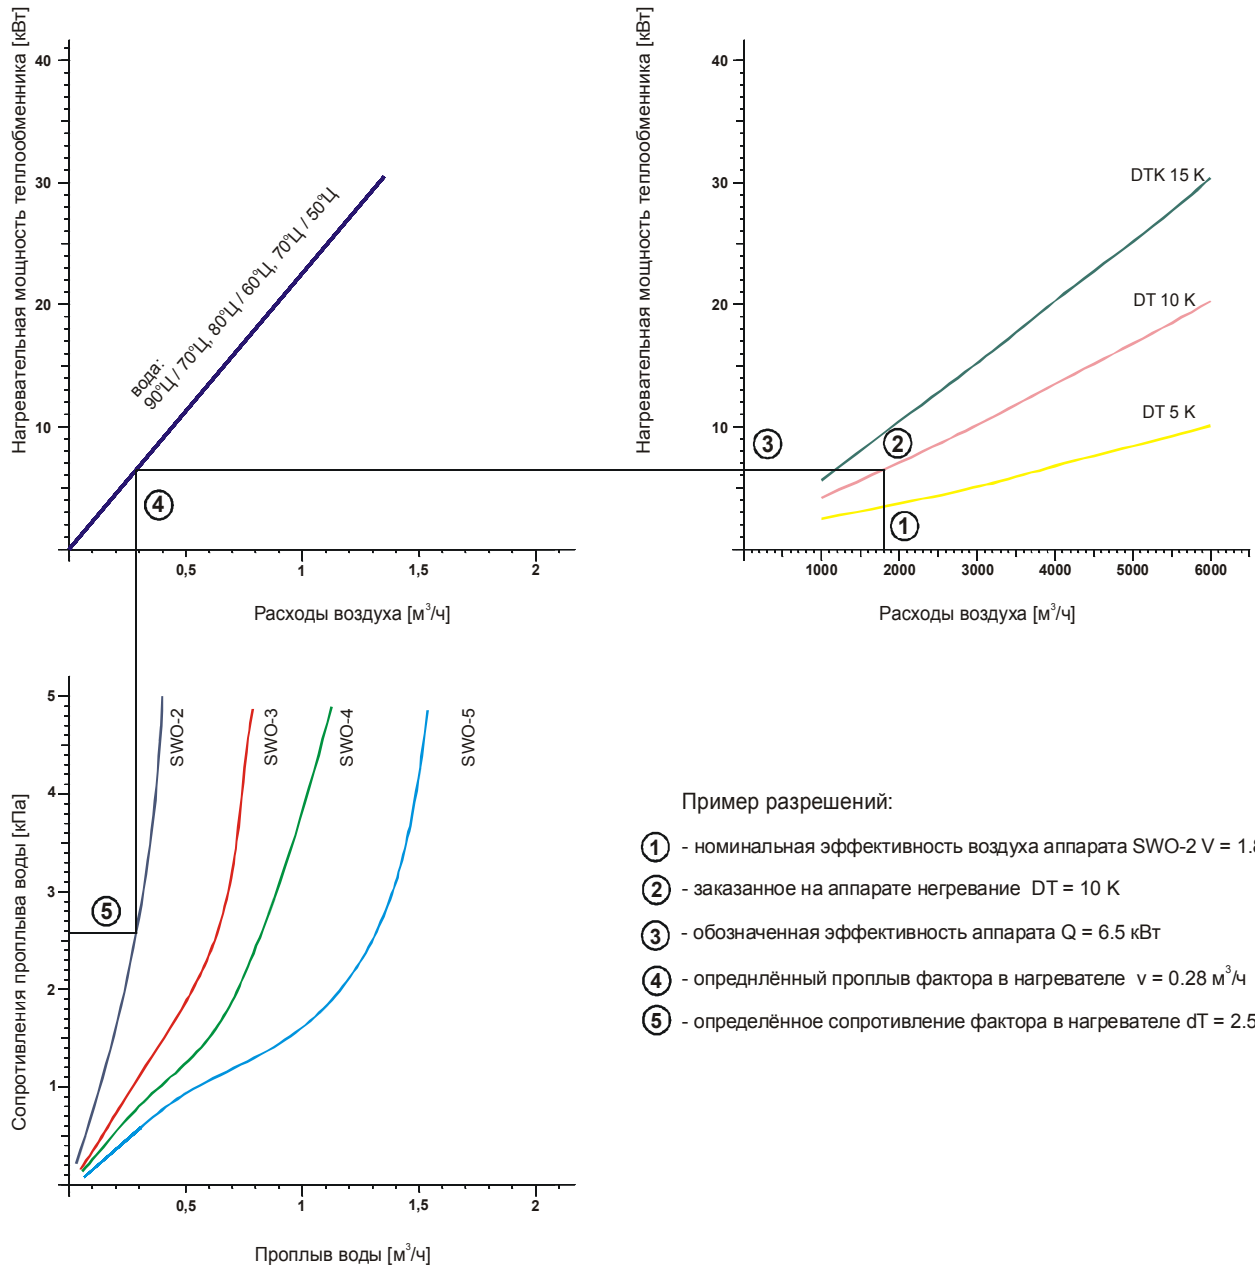 Нагревательная мощность теплообменника [кВт]
40
30
20
10
вода:
90°Ц / 70°Ц, 80°Ц / 60°Ц, 70°Ц / 50°Ц
4
0,5
1
1,5
2
Расходы воздуха [м³/ч]
Нагревательная мощность теплообменника [кВт]
40
30
20
10
DTK 15 K
DT 10 K
DT 5 K
3
2
1
1000
2000
3000
4000
5000
6000
Расходы воздуха [м³/ч]
Сопротивления проплыва воды [кПа]
5
4
3
2
1
SWO-2
SWO-3
SWO-4
SWO-5
5
0,5
1
1,5
2
Проплыв воды [м³/ч]
Пример разрешений:
1 - номинальная эффективность воздуха аппарата SWO-2 V = 1.8
2 - заказанное на аппарате негревание DT = 10 K
3 - обозначенная эффективность аппарата Q = 6.5 кВт
4 - опреднлённый проплыв фактора в нагревателе v = 0.28 м³/ч
5 - определённое сопротивление фактора в нагревателе dT = 2.5